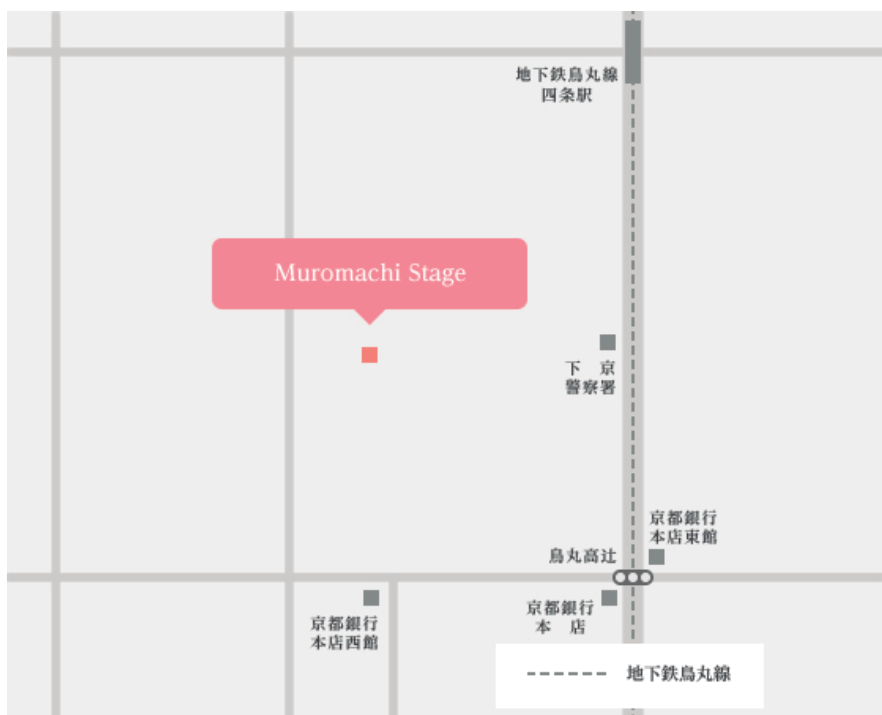 地下鉄烏丸線
四条駅
Muromachi Stage
下　京
警察署
京都銀行
本店東館
烏丸高辻
京都銀行
本店西館
京都銀行
本　店
地下鉄烏丸線